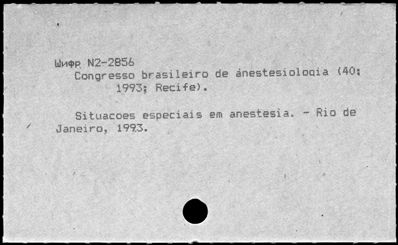 Шифр N2-2856
Congresso brasileiro de anestesiologia (40;
1993; Recife).
Situacoes especiais em anestesia. - Rio de
Janeiro, 1993.